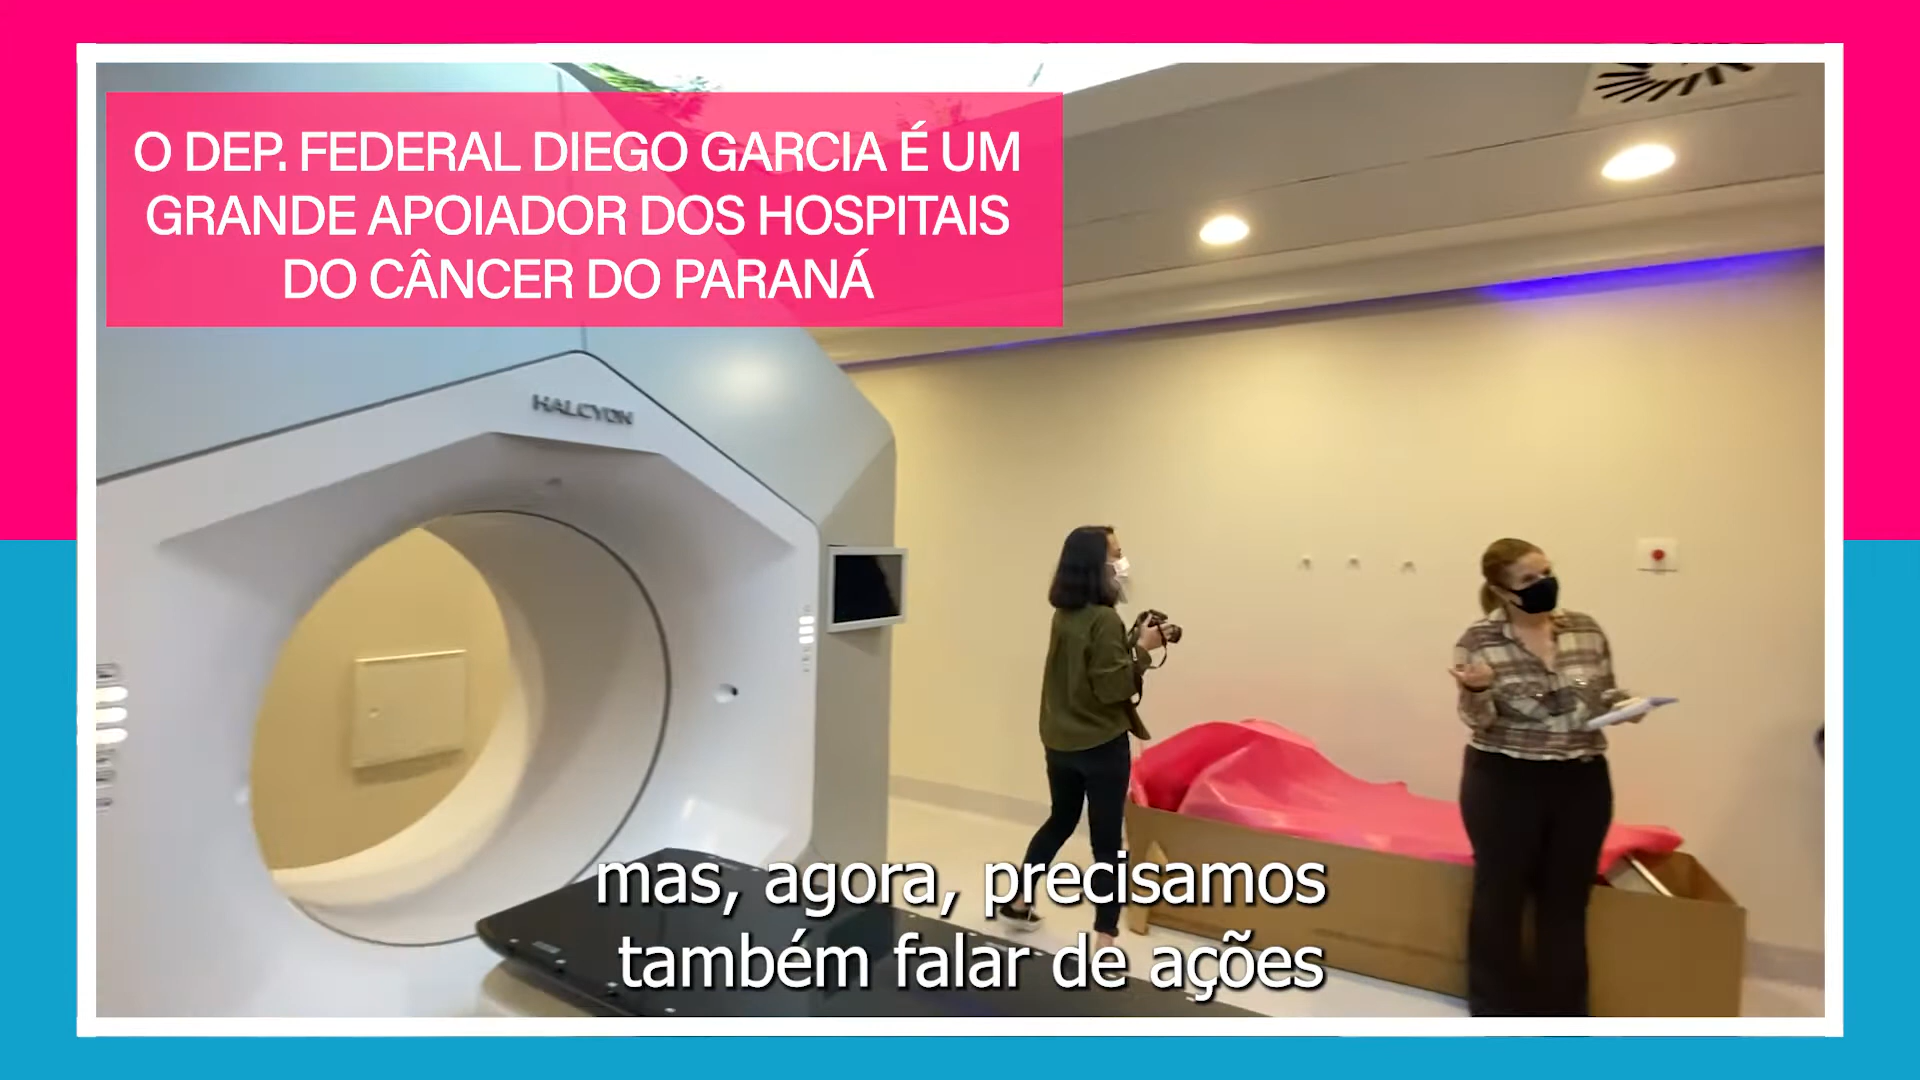 O DEP. FEDERAL DIEGO GARCIA É UM
GRANDE APOIADOR DOS HOSPITAIS
DO CÂNCER DO PARANÁ
HALCYON
mas, agora, precisamos
também falar de ações